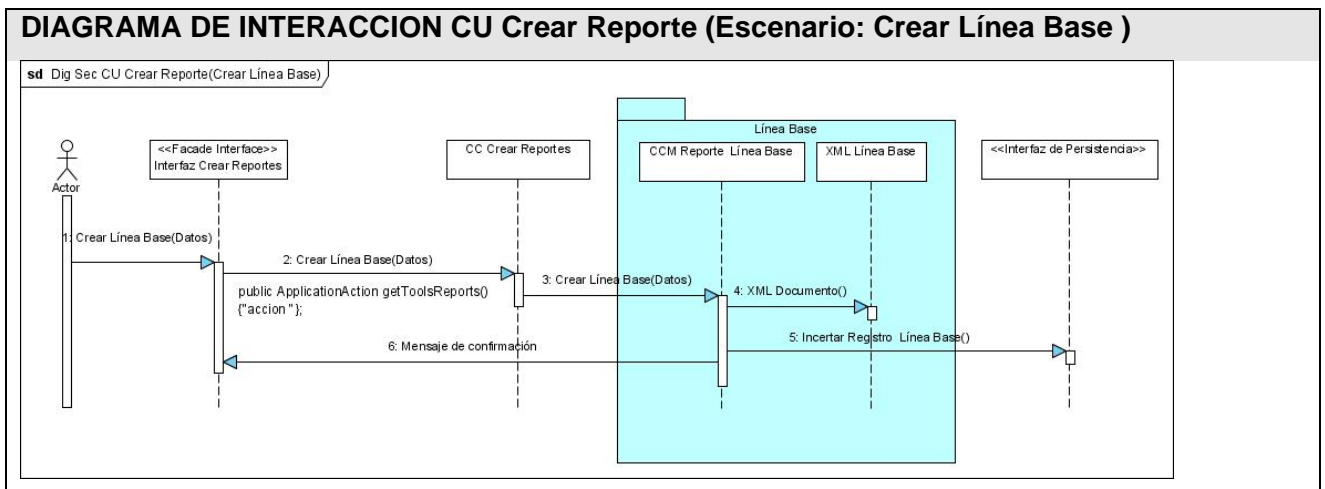 DIAGRAMA DE INTERACCION CU Crear Reporte (Escenario: Crear Línea Base )
sd Dig Sec CU Crear Reporte(Crear Línea Base)
Línea Base
<<Facade Interface>>
Interfaz Crear Reportes
CC Crear Reportes
CCM Reporte Línea Base
XML Línea Base
<<Interfaz de Persistencia>>
Actor
1: Crear Línea Base(Datos)
2: Crear Línea Base(Datos)
3: Crear Línea Base(Datos)
public ApplicationAction getToolsReports()
{"accion "};
4: XML Documento()
5: Incertar Registro Línea Base()
6: Mensaje de confirmación